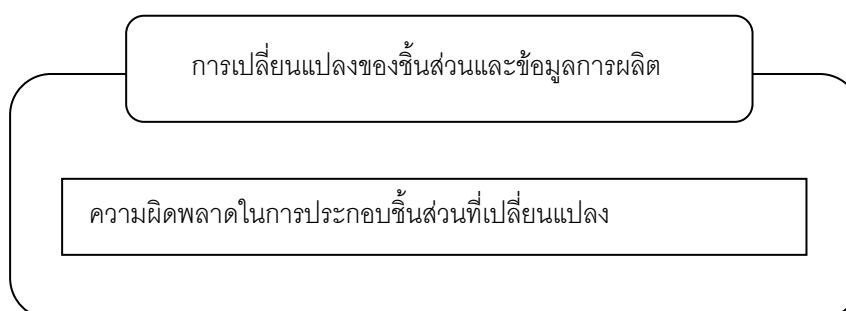 การเปลี่ยนแปลงของชิ้นส่วนและข้อมูลการผลิต
ความผิดพลาดในการประกอบชิ้นส่วนที่เปลี่ยนแปลง